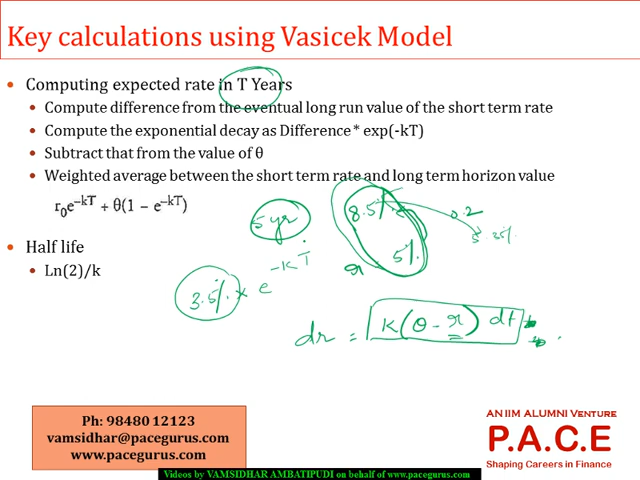 Key calculations using Vasicek Model
Computing expected rate in T Years
Compute difference from the eventual long run value of the short term rate
Compute the exponential decay as Difference* exp(-kT)
Subtract that from the value of θ
Weighted average between the short term rate and long term horizon value
r₀e^-kT + θ(1 − e^-kT)
5 yr
8.5%
0.2
5%
3.5% × e^-kT
Half life
Ln(2)/k
dr = k(θ - r) dt
Ph: 98480 12123
vamsidhar@pacegurus.com
www.pacegurus.com
AN IIM ALUMNI VENTURE
P.A.C.E
Shaping Careers in Finance
Videos by VAMSIDHAR AMBATIPUDI on behalf of www.pacegurus.com